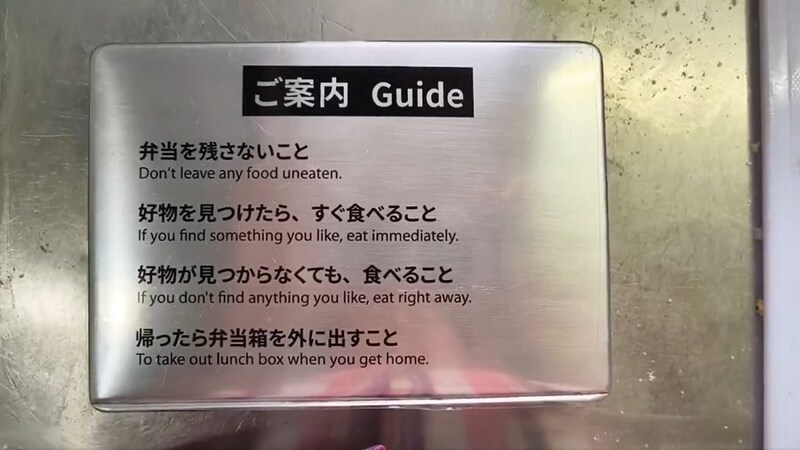 ご案内 Guide
弁当を残さないこと
Don't leave any food uneaten.
好物を見つけたら、すぐ食べること
If you find something you like, eat immediately.
好物が見つからなくても、食べること
If you don't find anything you like, eat right away.
帰ったら弁当箱を外に出すこと
To take out lunch box when you get home.